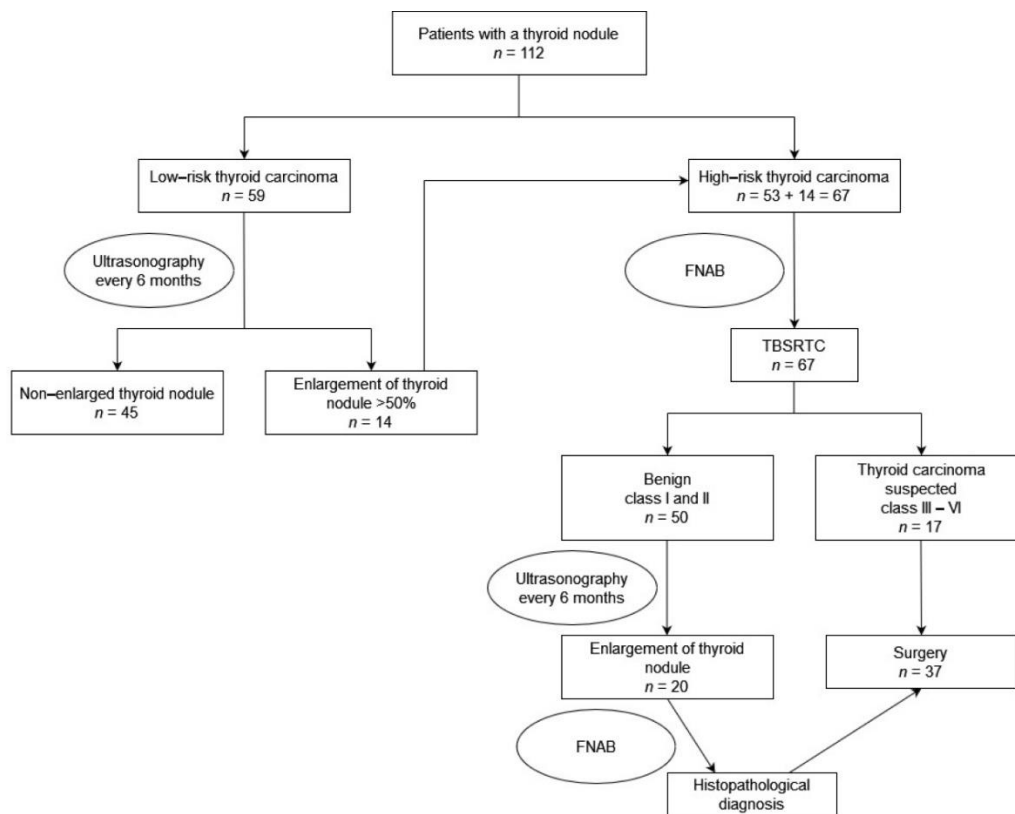 Patients with a thyroid nodule
n = 112
Low–risk thyroid carcinoma
n = 59
High–risk thyroid carcinoma
n = 53 + 14 = 67
Ultrasonography
every 6 months
FNAB
TBSRTC
n = 67
Non–enlarged thyroid nodule
n = 45
Enlargement of thyroid
nodule >50%
n = 14
Benign
class I and II
n = 50
Thyroid carcinoma
suspected
class III – VI
n = 17
Ultrasonography
every 6 months
Enlargement of thyroid
nodule
n = 20
Surgery
n = 37
FNAB
Histopathological
diagnosis